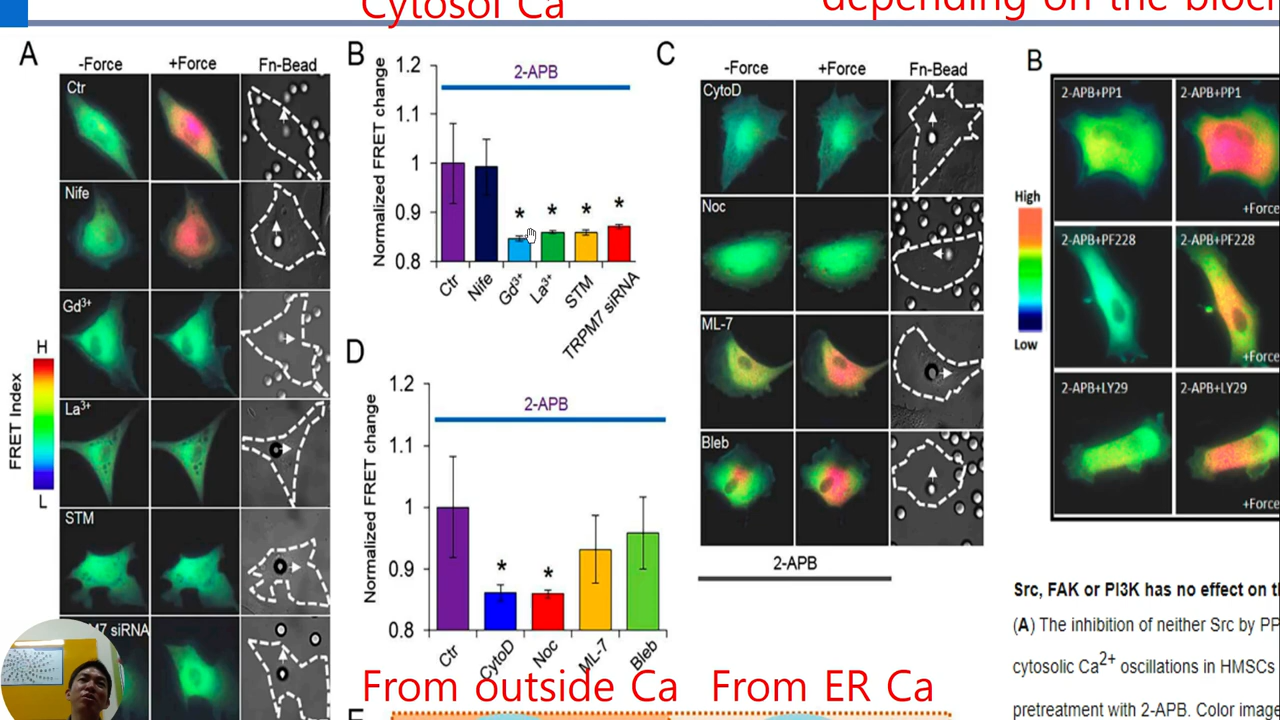 Cytosol Ca
depending on the
A
-Force +Force Fn-Bead
Ctr
Nife
Gd³⁺
La³⁺
STM
siRNA
H
FRET Index
L
B
1.2
1.1
1
0.9
0.8
Normalized FRET change
2-APB
* * * *
Ctr Nife Gd³⁺ La³⁺ STM TRPM7 siRNA
C
-Force +Force Fn-Bead
CytoD
Noc
ML-7
Bleb
2-APB
D
1.2
1.1
1
0.9
0.8
Normalized FRET change
2-APB
* *
Ctr CytoD Noc ML-7 Bleb
From outside Ca From ER Ca
B
High
Low
2-APB+PP1 2-APB+PP1
+Force
2-APB+PF228 2-APB+PF228
+Force
2-APB+LY29 2-APB+LY29
+Force
Src, FAK or PI3K has no effect on
(A) The inhibition of neither Src by
cytosolic Ca²⁺ oscillations in HMSCs
pretreatment with 2-APB. Color